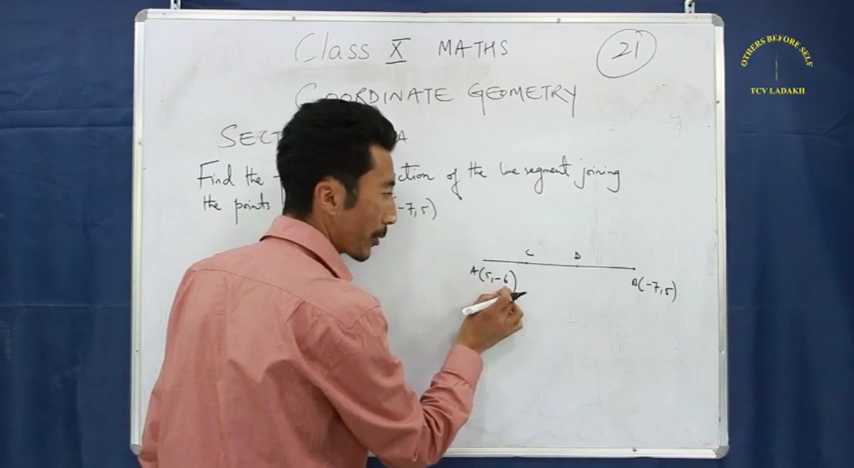 Class X MATHS
21
COORDINATE GEOMETRY
SECT A
Find the ction of the line segment joining
the points (-7, 5)
C D
A(5, -6)
B(-7, 5)
OTHERS BEFORE SELF
TCV LADAKH